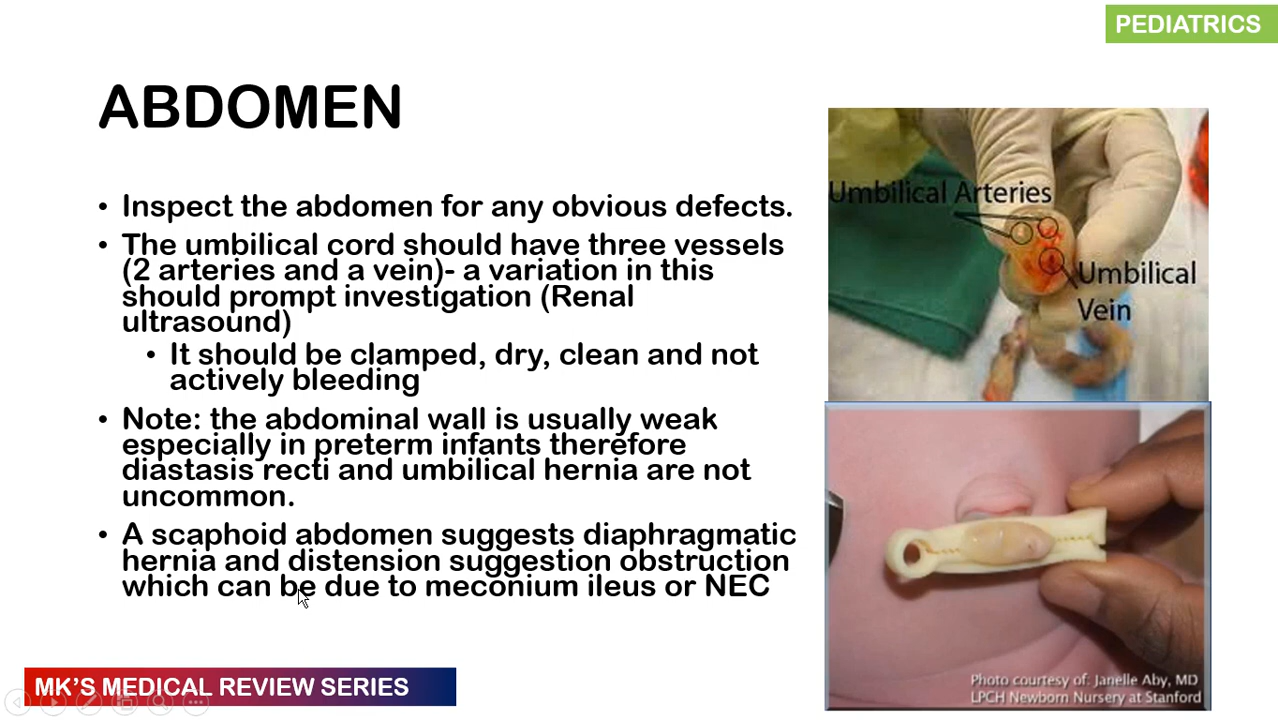 PEDIATRICS
ABDOMEN
• Inspect the abdomen for any obvious defects.
• The umbilical cord should have three vessels
(2 arteries and a vein)- a variation in this
should prompt investigation (Renal
ultrasound)
• It should be clamped, dry, clean and not
actively bleeding
• Note: the abdominal wall is usually weak
especially in preterm infants therefore
diastasis recti and umbilical hernia are not
uncommon.
• A scaphoid abdomen suggests diaphragmatic
hernia and distension suggestion obstruction
which can be due to meconium ileus or NEC
Umbilical Arteries
Umbilical
Vein
Photo courtesy of: Janelle Aby, MD
LPCH Newborn Nursery at Stanford
MK'S MEDICAL REVIEW SERIES